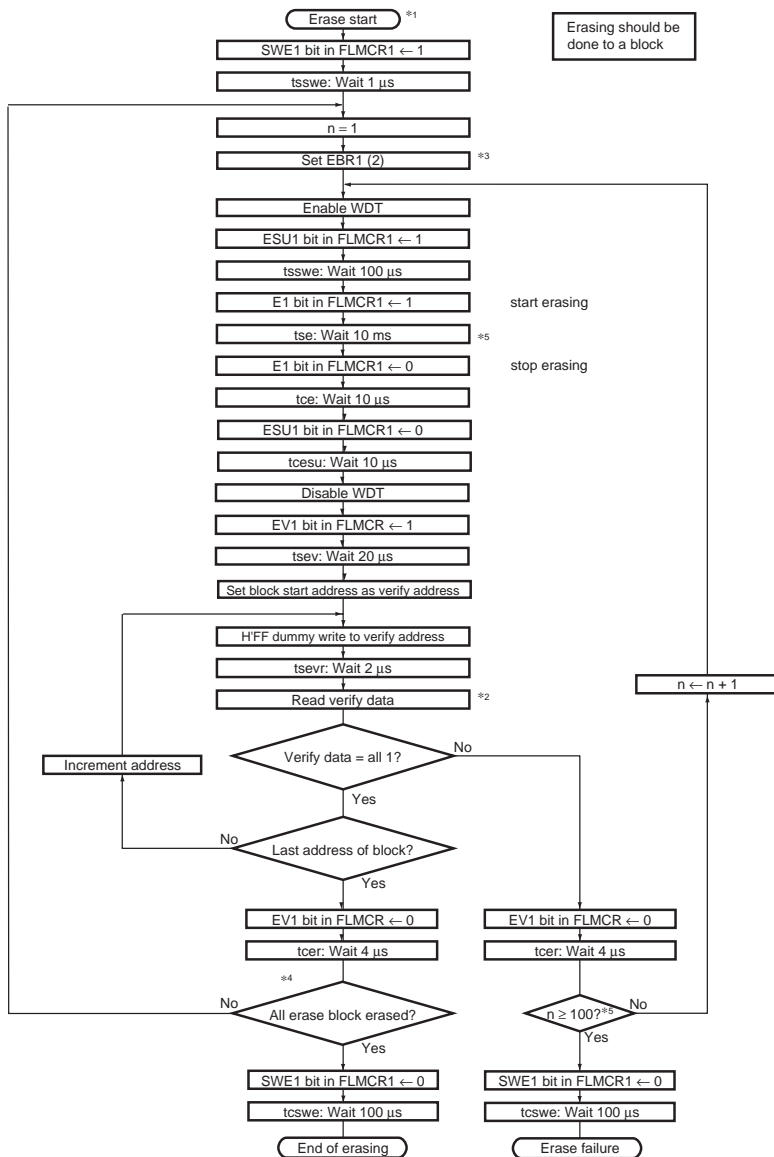 Erase start *1
Erasing should be
done to a block
SWE1 bit in FLMCR1 ← 1
tsswe: Wait 1 µs
n = 1
Set EBR1 (2) *3
Enable WDT
ESU1 bit in FLMCR1 ← 1
tsswe: Wait 100 µs
E1 bit in FLMCR1 ← 1 start erasing
tse: Wait 10 ms *5
E1 bit in FLMCR1 ← 0 stop erasing
tce: Wait 10 µs
ESU1 bit in FLMCR1 ← 0
tcesu: Wait 10 µs
Disable WDT
EV1 bit in FLMCR ← 1
tsev: Wait 20 µs
Set block start address as verify address
H'FF dummy write to verify address
tsevr: Wait 2 µs
Read verify data *2
n ← n + 1
Verify data = all 1?
No
Increment address
Yes
No
Last address of block?
Yes
EV1 bit in FLMCR ← 0
EV1 bit in FLMCR ← 0
tcer: Wait 4 µs
tcer: Wait 4 µs
*4
No
All erase block erased?
n ≥ 100?*5
No
Yes
Yes
SWE1 bit in FLMCR1 ← 0
SWE1 bit in FLMCR1 ← 0
tcswe: Wait 100 µs
tcswe: Wait 100 µs
End of erasing
Erase failure